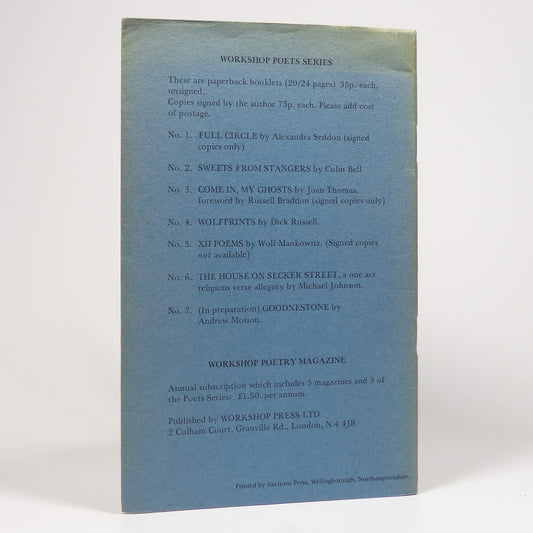 WORKSHOP POETS SERIES
These are paperback booklets (20/24 pages) 35p. each,
unsigned.
Copies signed by the author 75p. each. Please add cost
of postage.
No. 1. FULL CIRCLE by Alexandra Seddon (signed
copies only)
No. 2. SWEETS FROM STANGERS by Colin Bell
No. 3. COME IN, MY GHOSTS by Joan Thomas,
foreword by Russell Braddon (signed copies only)
No. 4. WOLFPRINTS by Dick Russell.
No. 5. XII POEMS by Wolf Mankowitz. (Signed copies
not available)
No. 6. THE HOUSE ON SECKER STREET, a one act
religious verse allegory by Michael Johnson.
No. 7. (In preparation) GOODNESTONE by
Andrew Motion.
WORKSHOP POETRY MAGAZINE
Annual subscription which includes 3 magazines and 3 of
the Poets Series: £1.50. per annum.
Published by WORKSHOP PRESS LTD
2 Culham Court, Granville Rd., London, N.4 4JB
Printed by Skelton's Press, Wellingborough, Northamptonshire.